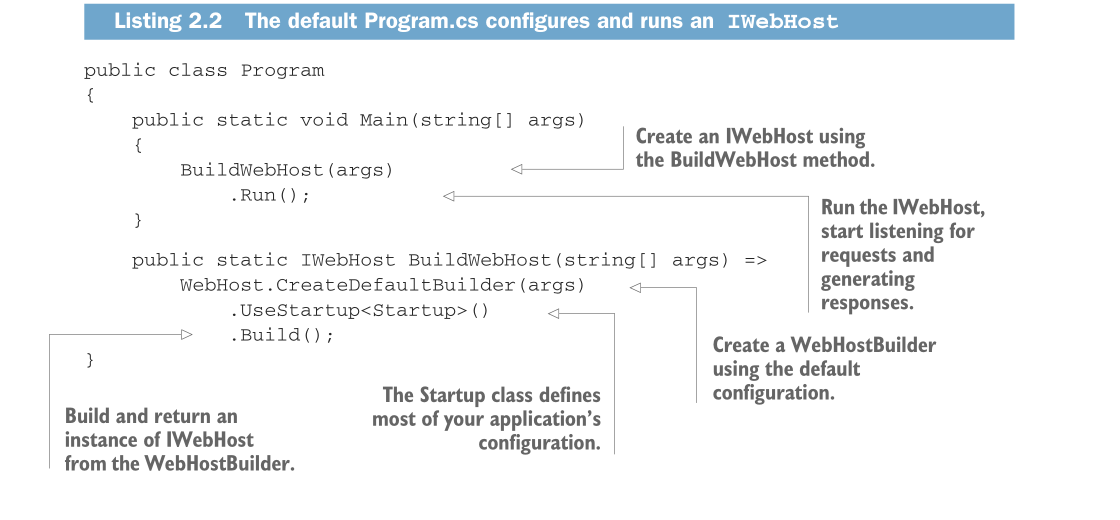 Listing 2.2 The default Program.cs configures and runs an IWebHost
public class Program
{
public static void Main(string[] args)
{
BuildWebHost(args)
.Run();
}
public static IWebHost BuildWebHost(string[] args) =>
WebHost.CreateDefaultBuilder(args)
.UseStartup<Startup>()
.Build();
}
Create an IWebHost using
the BuildWebHost method.
Run the IWebHost,
start listening for
requests and
generating
responses.
Create a WebHostBuilder
using the default
configuration.
The Startup class defines
most of your application’s
configuration.
Build and return an
instance of IWebHost
from the WebHostBuilder.